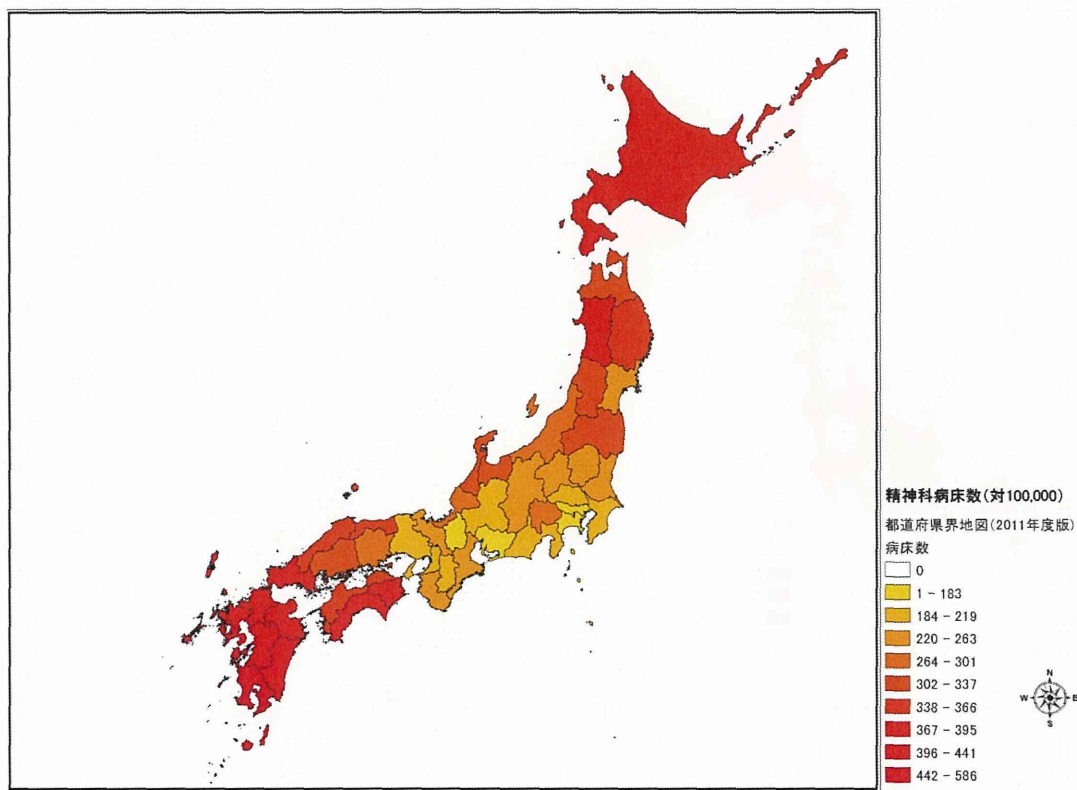 精神科病床数(対100,000)
都道府県界地図(2011年度版)
病床数
0
1 - 183
184 - 219
220 - 263
264 - 301
302 - 337
338 - 366
367 - 395
396 - 441
442 - 586
N
W E
S